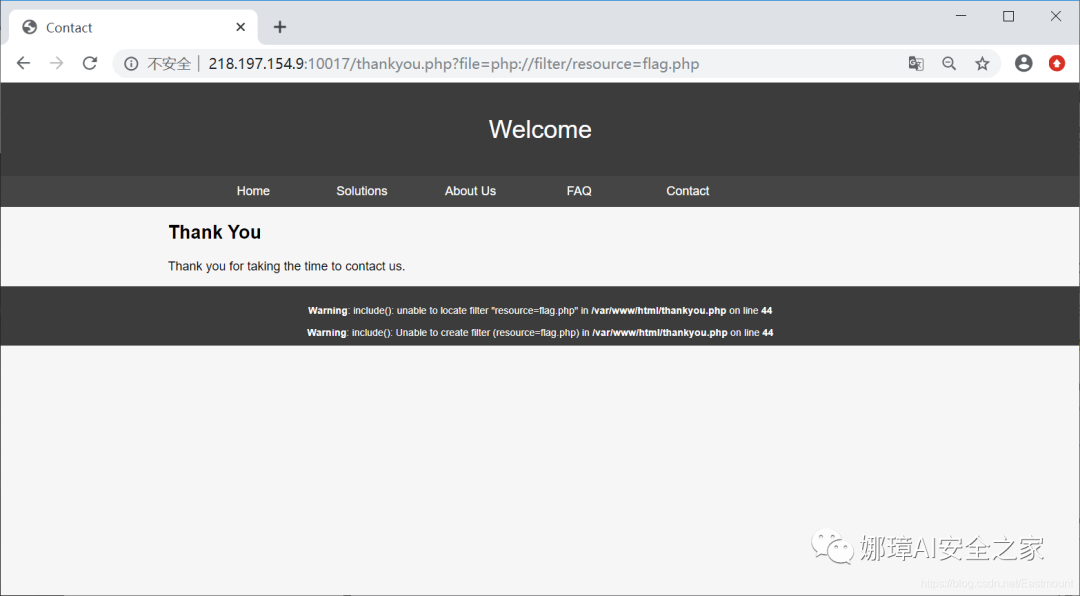 Contact
不安全 | 218.197.154.9:10017/thankyou.php?file=php://filter/resource=flag.php
Welcome
Home Solutions About Us FAQ Contact
Thank You
Thank you for taking the time to contact us.
Warning: include(): unable to locate filter "resource=flag.php" in /var/www/html/thankyou.php on line 44
Warning: include(): Unable to create filter (resource=flag.php) in /var/www/html/thankyou.php on line 44
娜璋AI安全之家
https://blog.csdn.net/Eastmount